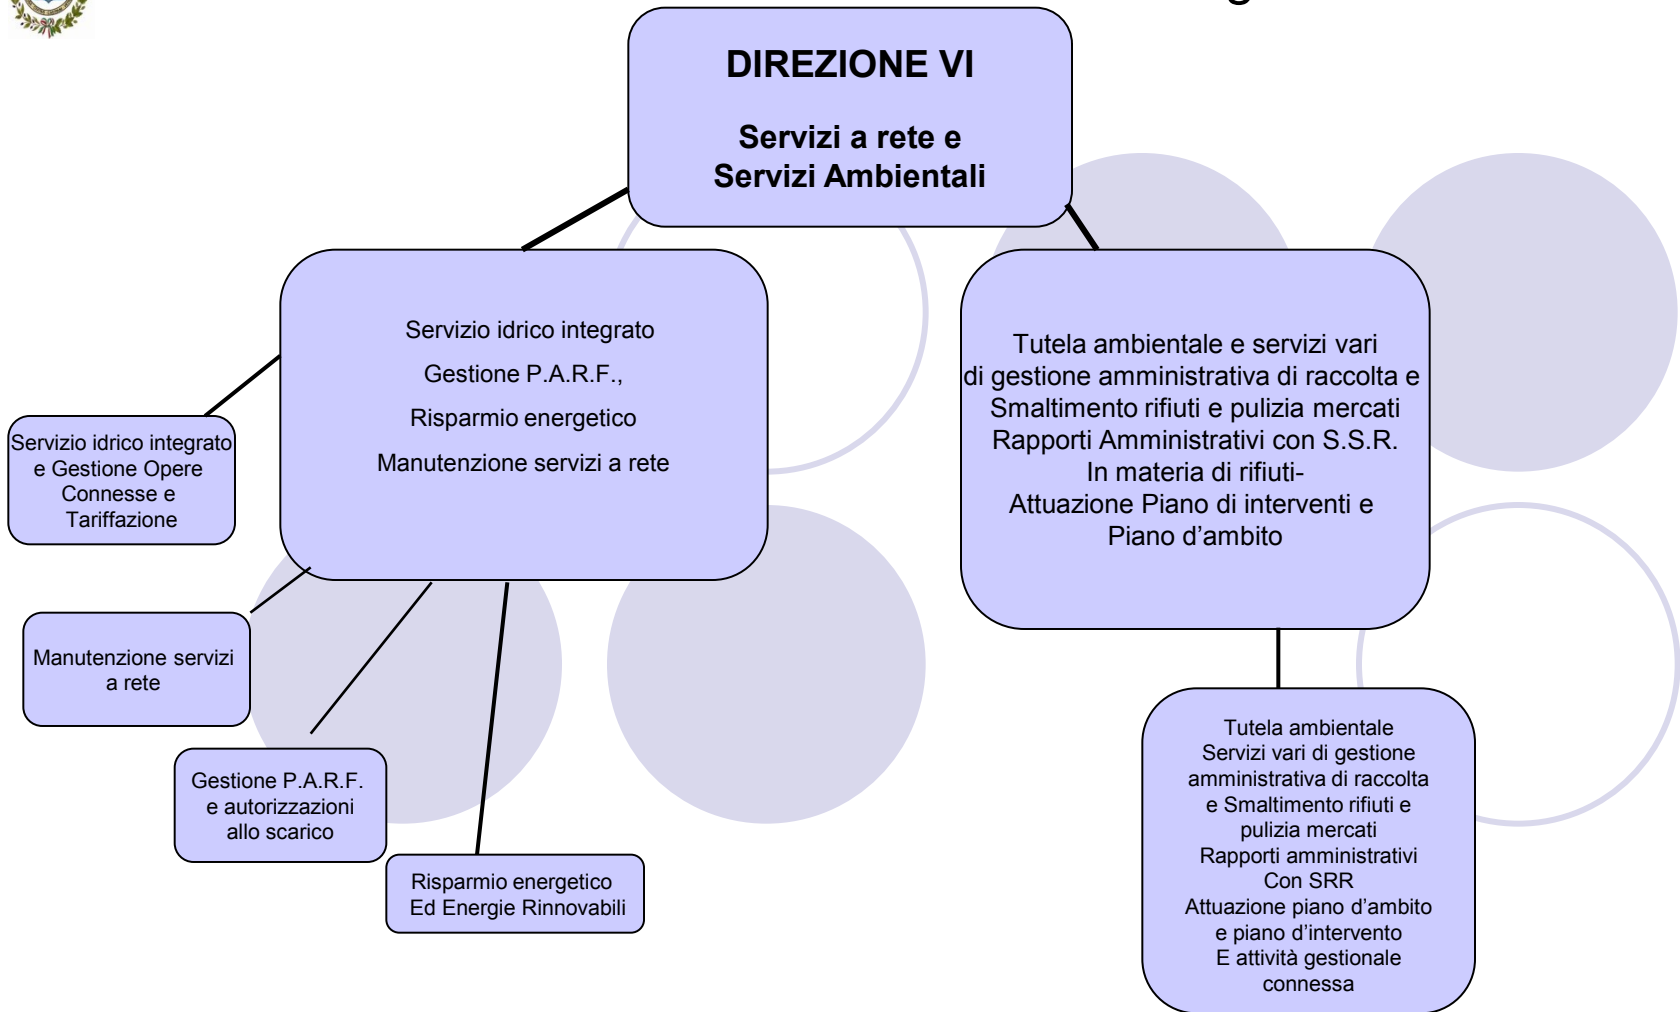 DIREZIONE VI
Servizi a rete e
Servizi Ambientali
Servizio idrico integrato
Gestione P.A.R.F.,
Risparmio energetico
Manutenzione servizi a rete
Tutela ambientale e servizi vari
di gestione amministrativa di raccolta e
Smaltimento rifiuti e pulizia mercati
Rapporti Amministrativi con S.S.R.
In materia di rifiuti-
Attuazione Piano di interventi e
Piano d’ambito
Servizio idrico integrato
e Gestione Opere
Connesse e
Tariffazione
Manutenzione servizi
a rete
Gestione P.A.R.F.
e autorizzazioni
allo scarico
Risparmio energetico
Ed Energie Rinnovabili
Tutela ambientale
Servizi vari di gestione
amministrativa di raccolta
e Smaltimento rifiuti e
pulizia mercati
Rapporti amministrativi
Con SRR
Attuazione piano d’ambito
e piano d’intervento
E attività gestionale
connessa